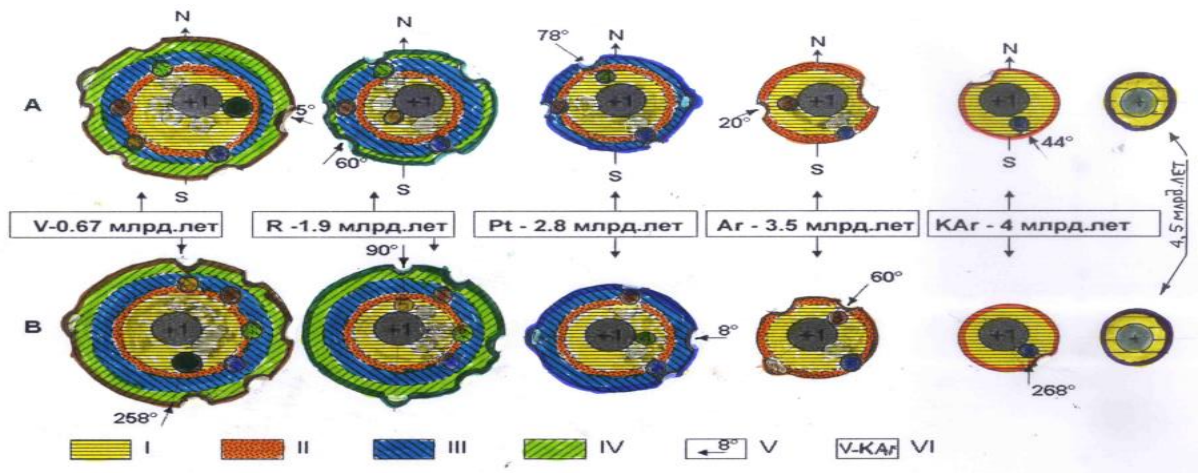 N N N N N
78°
A +1 5° +1 +1 +1 +1 +
60° 20° 44°
S S S S
V-0.67 млрд.лет R -1.9 млрд.лет Pt - 2.8 млрд.лет Ar - 3.5 млрд.лет KAr - 4 млрд.лет
4,5 млрд.лет
90° 60°
B +1 +1 +1 8° +1 +1 +
258° 268°
I II III IV 8° V V-KAr VI